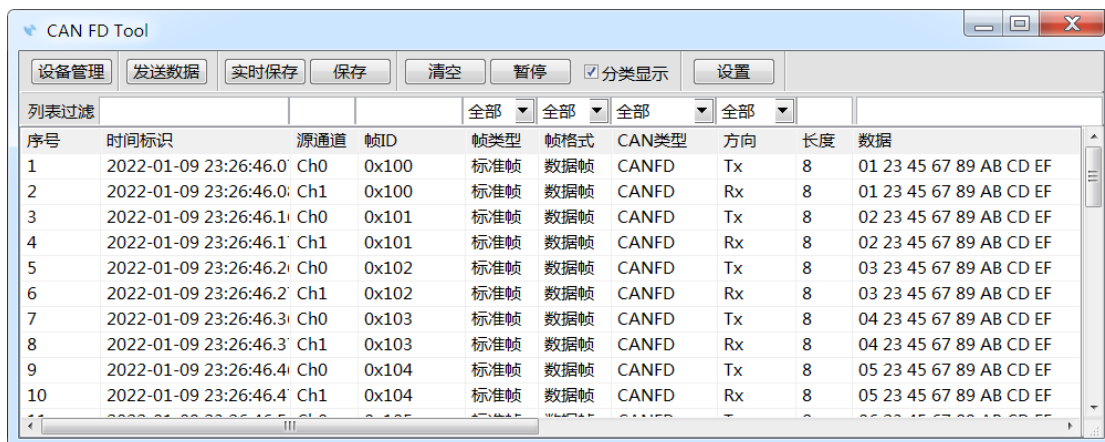 CAN FD Tool
设备管理 发送数据 实时保存 保存 清空 暂停 分类显示 设置
列表过滤 全部 全部 全部 全部
序号 时间标识 源通道 帧ID 帧类型 帧格式 CAN类型 方向 长度 数据
1 2022-01-09 23:26:46.0 Ch0 0x100 标准帧 数据帧 CANFD Tx 8 01 23 45 67 89 AB CD EF
2 2022-01-09 23:26:46.0 Ch1 0x100 标准帧 数据帧 CANFD Rx 8 01 23 45 67 89 AB CD EF
3 2022-01-09 23:26:46.1 Ch0 0x101 标准帧 数据帧 CANFD Tx 8 02 23 45 67 89 AB CD EF
4 2022-01-09 23:26:46.1 Ch1 0x101 标准帧 数据帧 CANFD Rx 8 02 23 45 67 89 AB CD EF
5 2022-01-09 23:26:46.2 Ch0 0x102 标准帧 数据帧 CANFD Tx 8 03 23 45 67 89 AB CD EF
6 2022-01-09 23:26:46.2 Ch1 0x102 标准帧 数据帧 CANFD Rx 8 03 23 45 67 89 AB CD EF
7 2022-01-09 23:26:46.3 Ch0 0x103 标准帧 数据帧 CANFD Tx 8 04 23 45 67 89 AB CD EF
8 2022-01-09 23:26:46.3 Ch1 0x103 标准帧 数据帧 CANFD Rx 8 04 23 45 67 89 AB CD EF
9 2022-01-09 23:26:46.4 Ch0 0x104 标准帧 数据帧 CANFD Tx 8 05 23 45 67 89 AB CD EF
10 2022-01-09 23:26:46.4 Ch1 0x104 标准帧 数据帧 CANFD Rx 8 05 23 45 67 89 AB CD EF